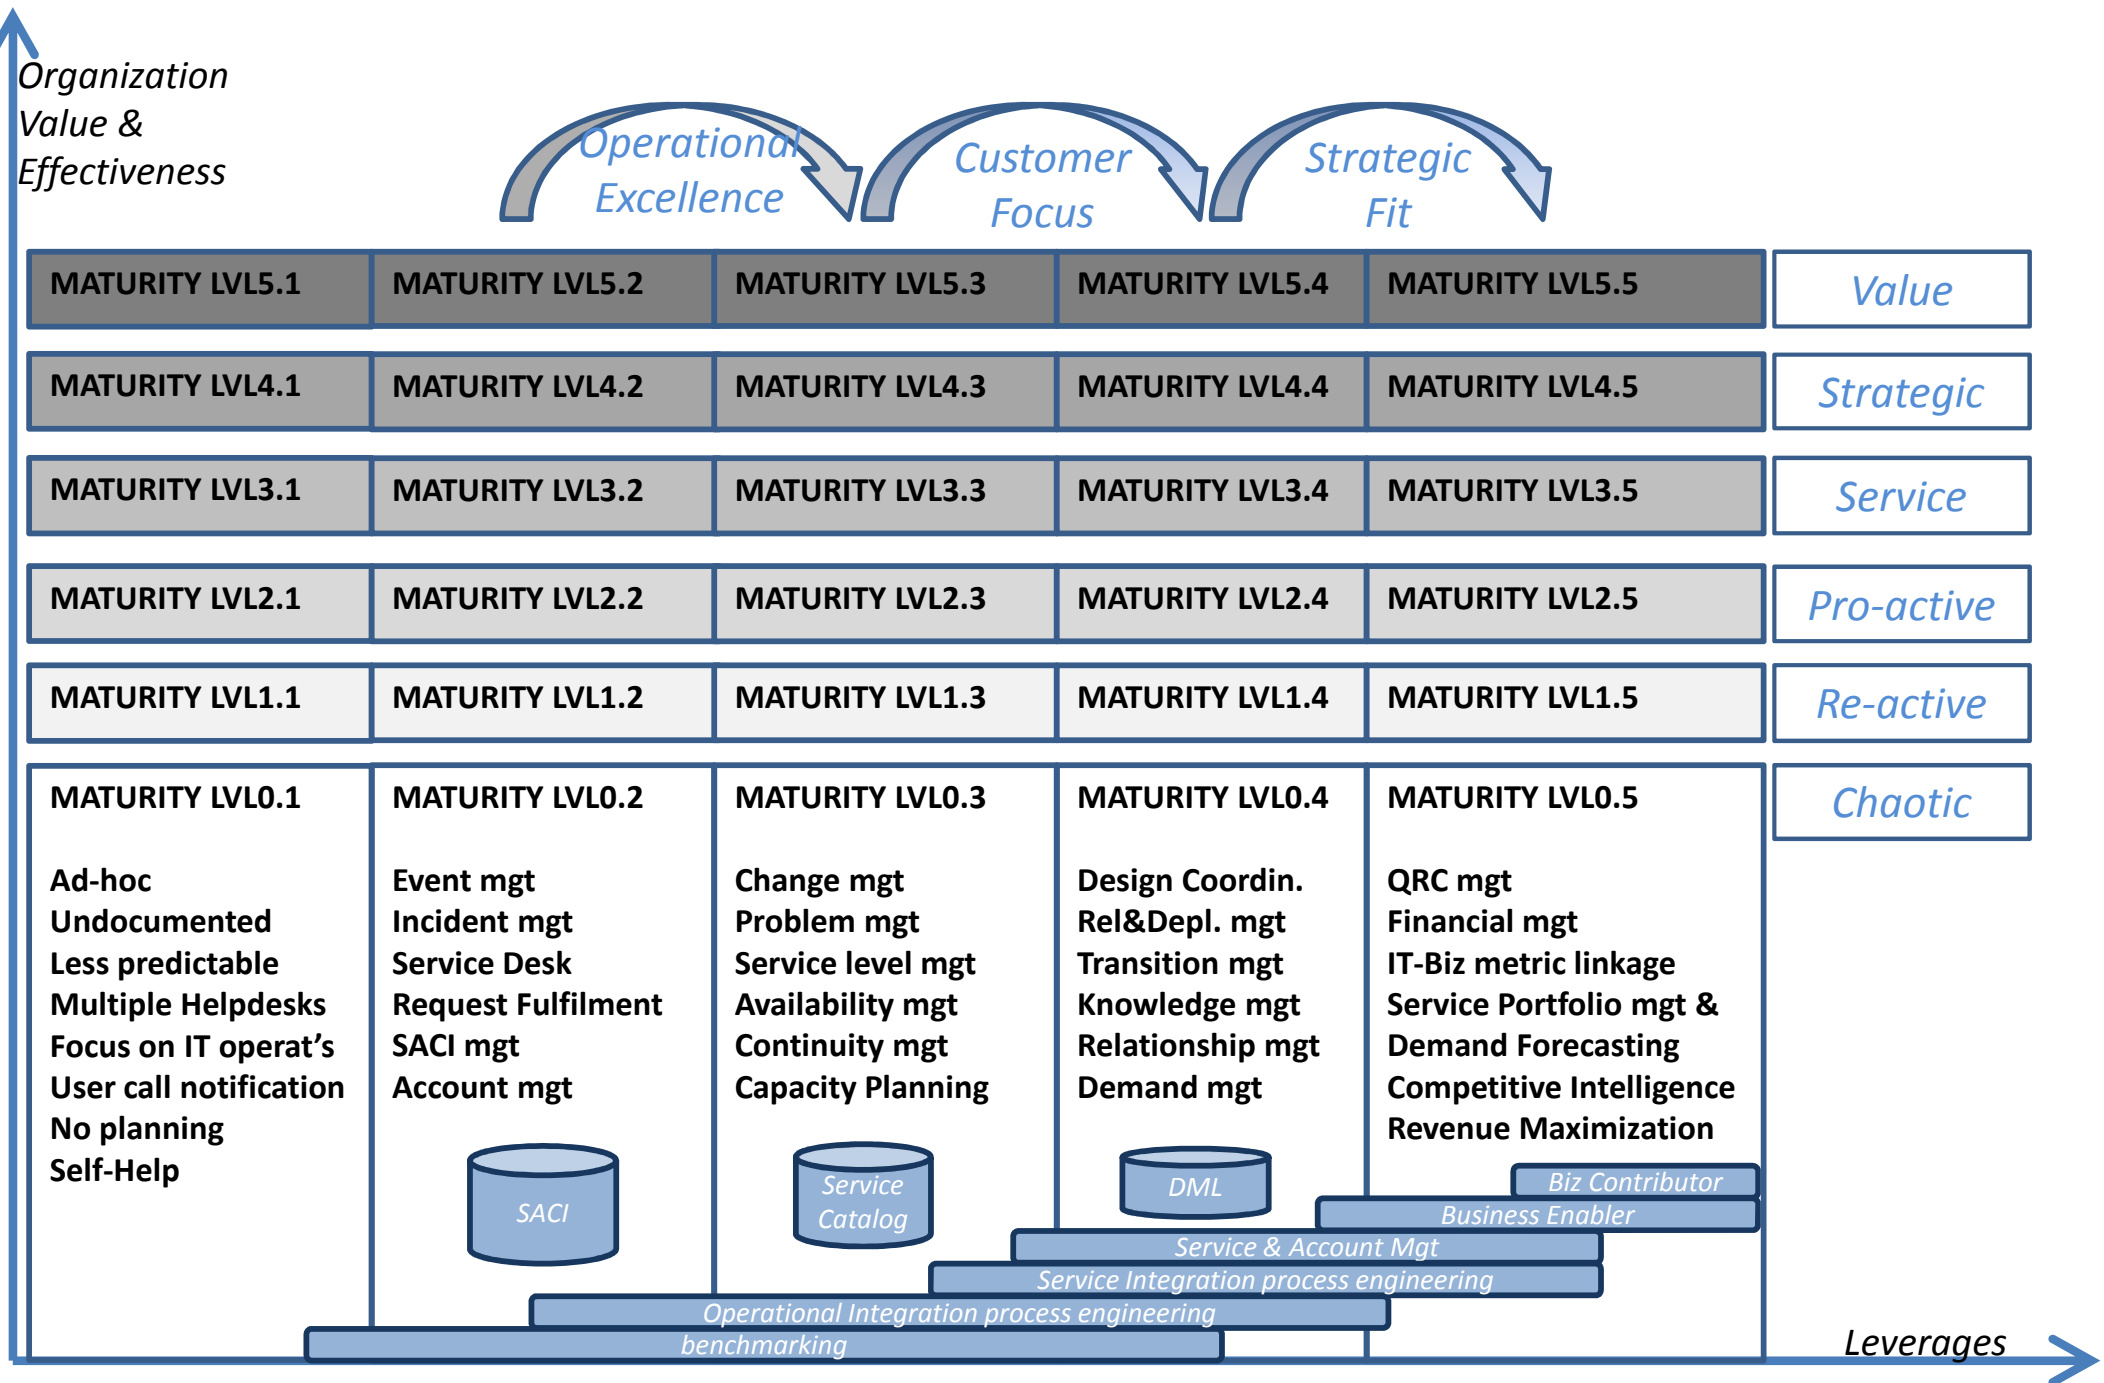 Organization
Value &
Effectiveness
Operational
Excellence
Customer
Focus
Strategic
Fit
MATURITY LVL5.1
MATURITY LVL5.2
MATURITY LVL5.3
MATURITY LVL5.4
MATURITY LVL5.5
Value
MATURITY LVL4.1
MATURITY LVL4.2
MATURITY LVL4.3
MATURITY LVL4.4
MATURITY LVL4.5
Strategic
MATURITY LVL3.1
MATURITY LVL3.2
MATURITY LVL3.3
MATURITY LVL3.4
MATURITY LVL3.5
Service
MATURITY LVL2.1
MATURITY LVL2.2
MATURITY LVL2.3
MATURITY LVL2.4
MATURITY LVL2.5
Pro-active
MATURITY LVL1.1
MATURITY LVL1.2
MATURITY LVL1.3
MATURITY LVL1.4
MATURITY LVL1.5
Re-active
MATURITY LVL0.1
Ad-hoc
Undocumented
Less predictable
Multiple Helpdesks
Focus on IT operat’s
User call notification
No planning
Self-Help
MATURITY LVL0.2
Event mgt
Incident mgt
Service Desk
Request Fulfilment
SACI mgt
Account mgt
SACI
MATURITY LVL0.3
Change mgt
Problem mgt
Service level mgt
Availability mgt
Continuity mgt
Capacity Planning
Service
Catalog
MATURITY LVL0.4
Design Coordin.
Rel&Depl. mgt
Transition mgt
Knowledge mgt
Relationship mgt
Demand mgt
DML
MATURITY LVL0.5
QRC mgt
Financial mgt
IT-Biz metric linkage
Service Portfolio mgt &
Demand Forecasting
Competitive Intelligence
Revenue Maximization
Chaotic
Biz Contributor
Business Enabler
Service & Account Mgt
Service Integration process engineering
Operational Integration process engineering
benchmarking
Leverages